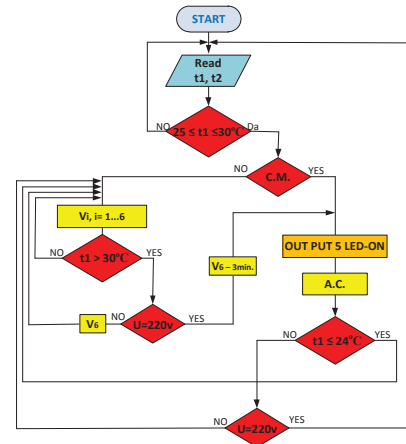 START
Read
t1, t2
NO
25 ≤ t1 ≤30°C
Da
NO
C.M.
YES
Vi, i= 1...6
OUT PUT 5 LED-ON
NO
t1 > 30°C
YES
V6 – 3min.
A.C.
V6
NO
U=220v
YES
NO
t1 ≤ 24°C
YES
NO
U=220v
YES